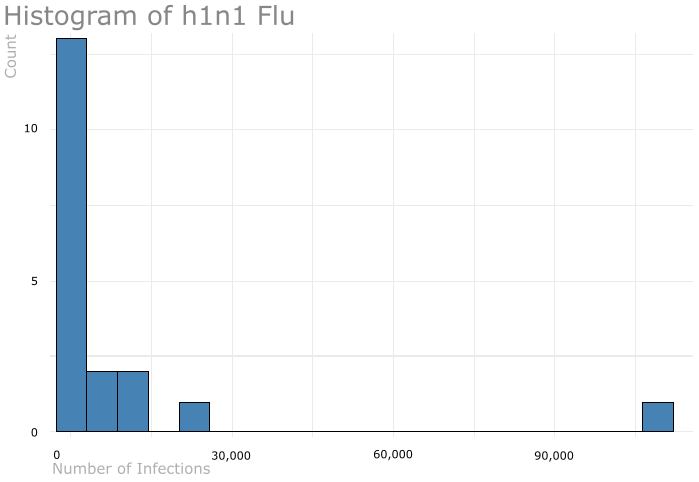 Histogram of h1n1 Flu
Count
10
5
0
0
30,000
60,000
90,000
Number of Infections